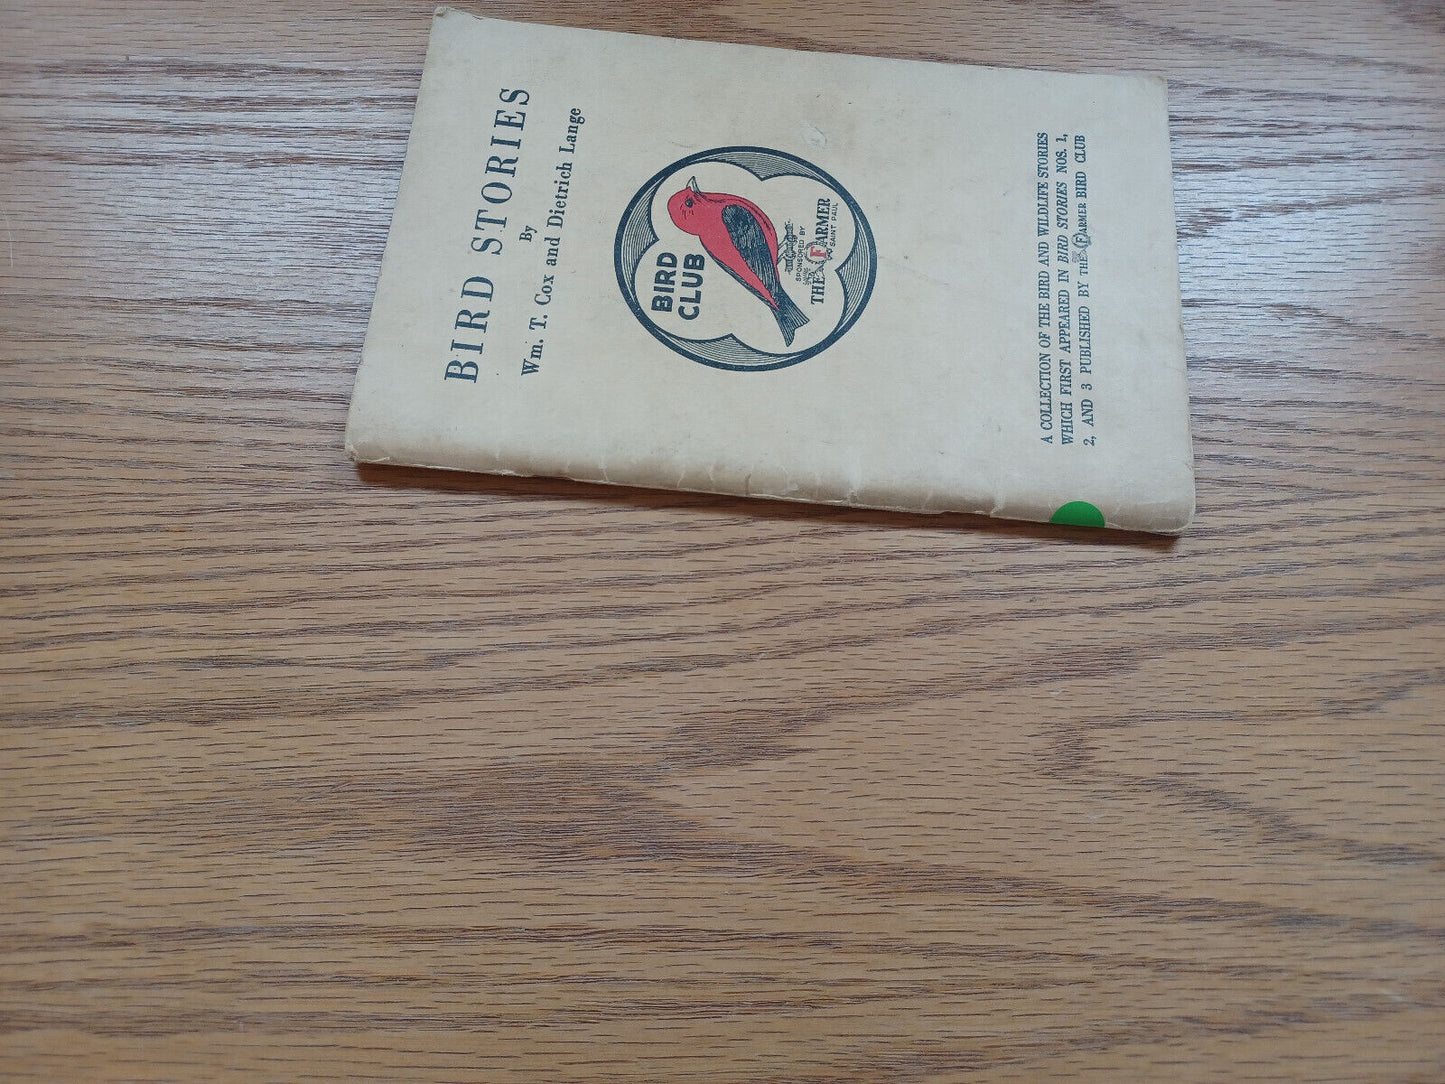 BIRD STORIES
By
Wm. T. Cox and Dietrich Lange
BIRD
CLUB
SPONSORED BY
THE FARMER
SAINT PAUL
A COLLECTION OF THE BIRD AND WILDLIFE STORIES
WHICH FIRST APPEARED IN BIRD STORIES NOS. 1,
2, AND 3 PUBLISHED BY THE FARMER BIRD CLUB